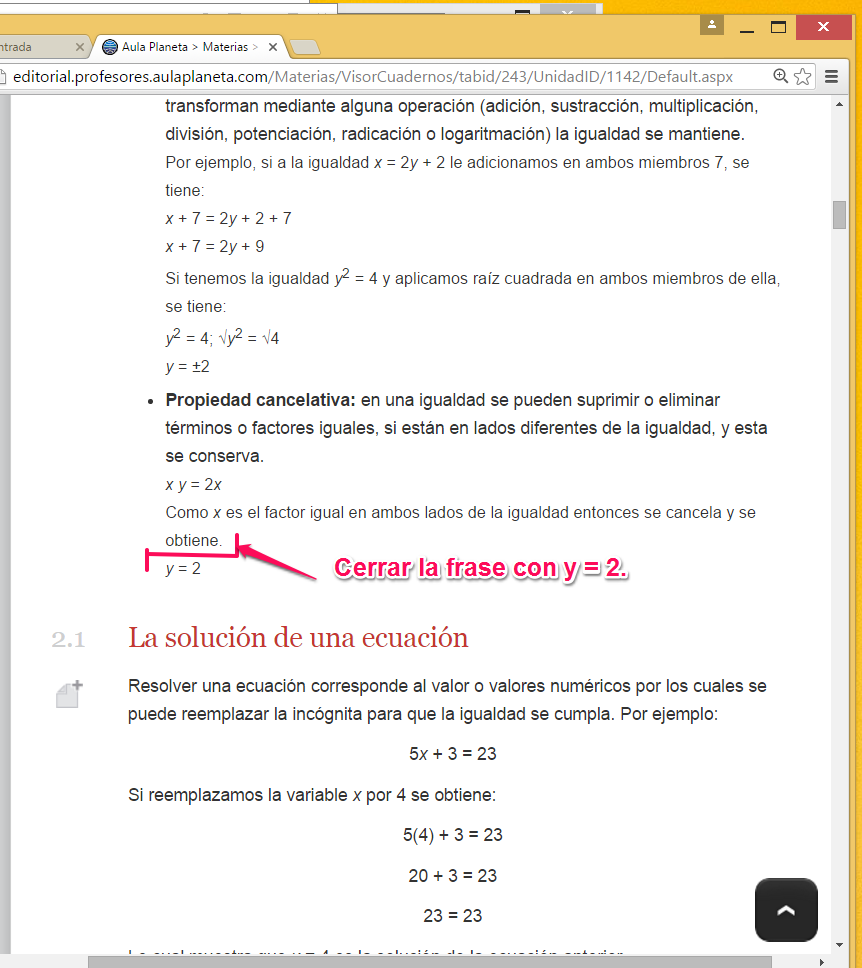 ntrada
Aula Planeta > Materias >
editorial.profesores.aulaplaneta.com/Materias/VisorCuadernos/tabid/243/UnidadID/1142/Default.aspx
transforman mediante alguna operación (adición, sustracción, multiplicación,
división, potenciación, radicación o logaritmación) la igualdad se mantiene.
Por ejemplo, si a la igualdad x = 2y + 2 le adicionamos en ambos miembros 7, se
tiene:
x + 7 = 2y + 2 + 7
x + 7 = 2y + 9
Si tenemos la igualdad y² = 4 y aplicamos raíz cuadrada en ambos miembros de ella,
se tiene:
y² = 4; √y² = √4
y = ±2
• Propiedad cancelativa: en una igualdad se pueden suprimir o eliminar
términos o factores iguales, si están en lados diferentes de la igualdad, y esta
se conserva.
x y = 2x
Como x es el factor igual en ambos lados de la igualdad entonces se cancela y se
obtiene.
y = 2
Cerrar la frase con y = 2.
2.1 La solución de una ecuación
Resolver una ecuación corresponde al valor o valores numéricos por los cuales se
puede reemplazar la incógnita para que la igualdad se cumpla. Por ejemplo:
5x + 3 = 23
Si reemplazamos la variable x por 4 se obtiene:
5(4) + 3 = 23
20 + 3 = 23
23 = 23